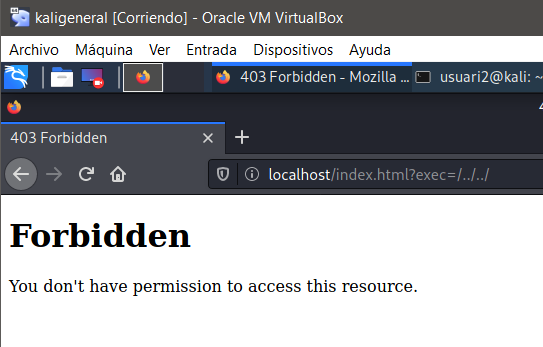 kaligeneral [Corriendo] - Oracle VM VirtualBox
Archivo Máquina Ver Entrada Dispositivos Ayuda
403 Forbidden - Mozilla ... usuari2@kali: ~
403 Forbidden
localhost/index.html?exec=/../../
Forbidden
You don't have permission to access this resource.